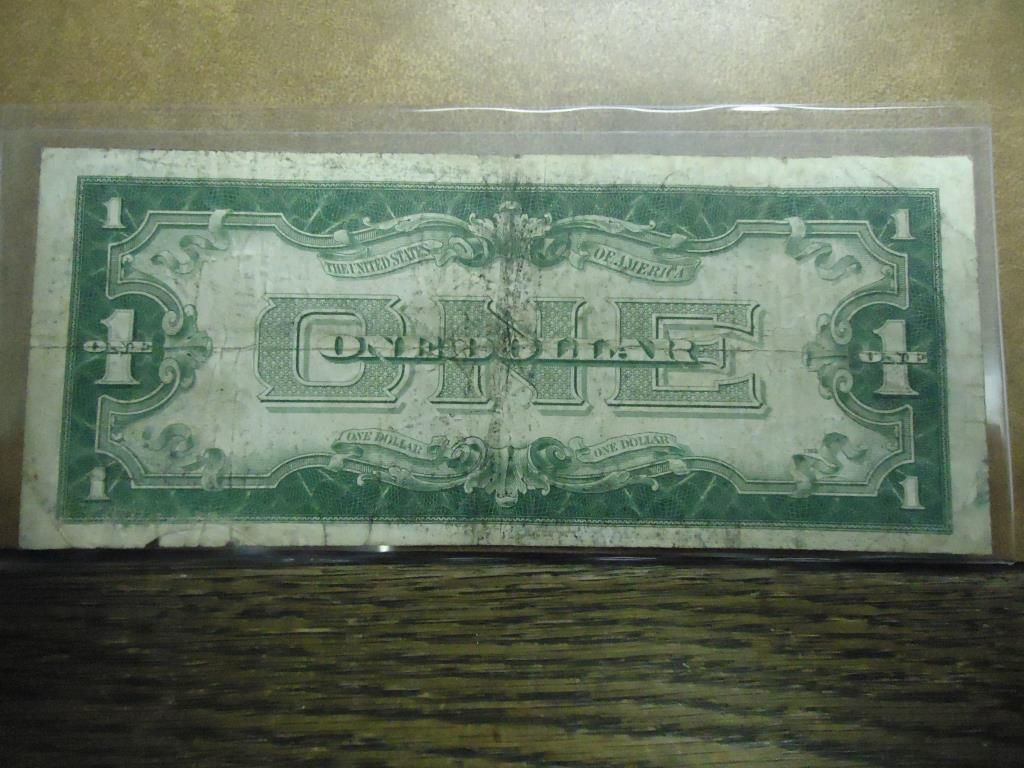 1 1
THE UNITED STATES OF AMERICA
ONE
1 ONE ONE DOLLAR 1 ONE
ONE DOLLAR ONE DOLLAR
1 1